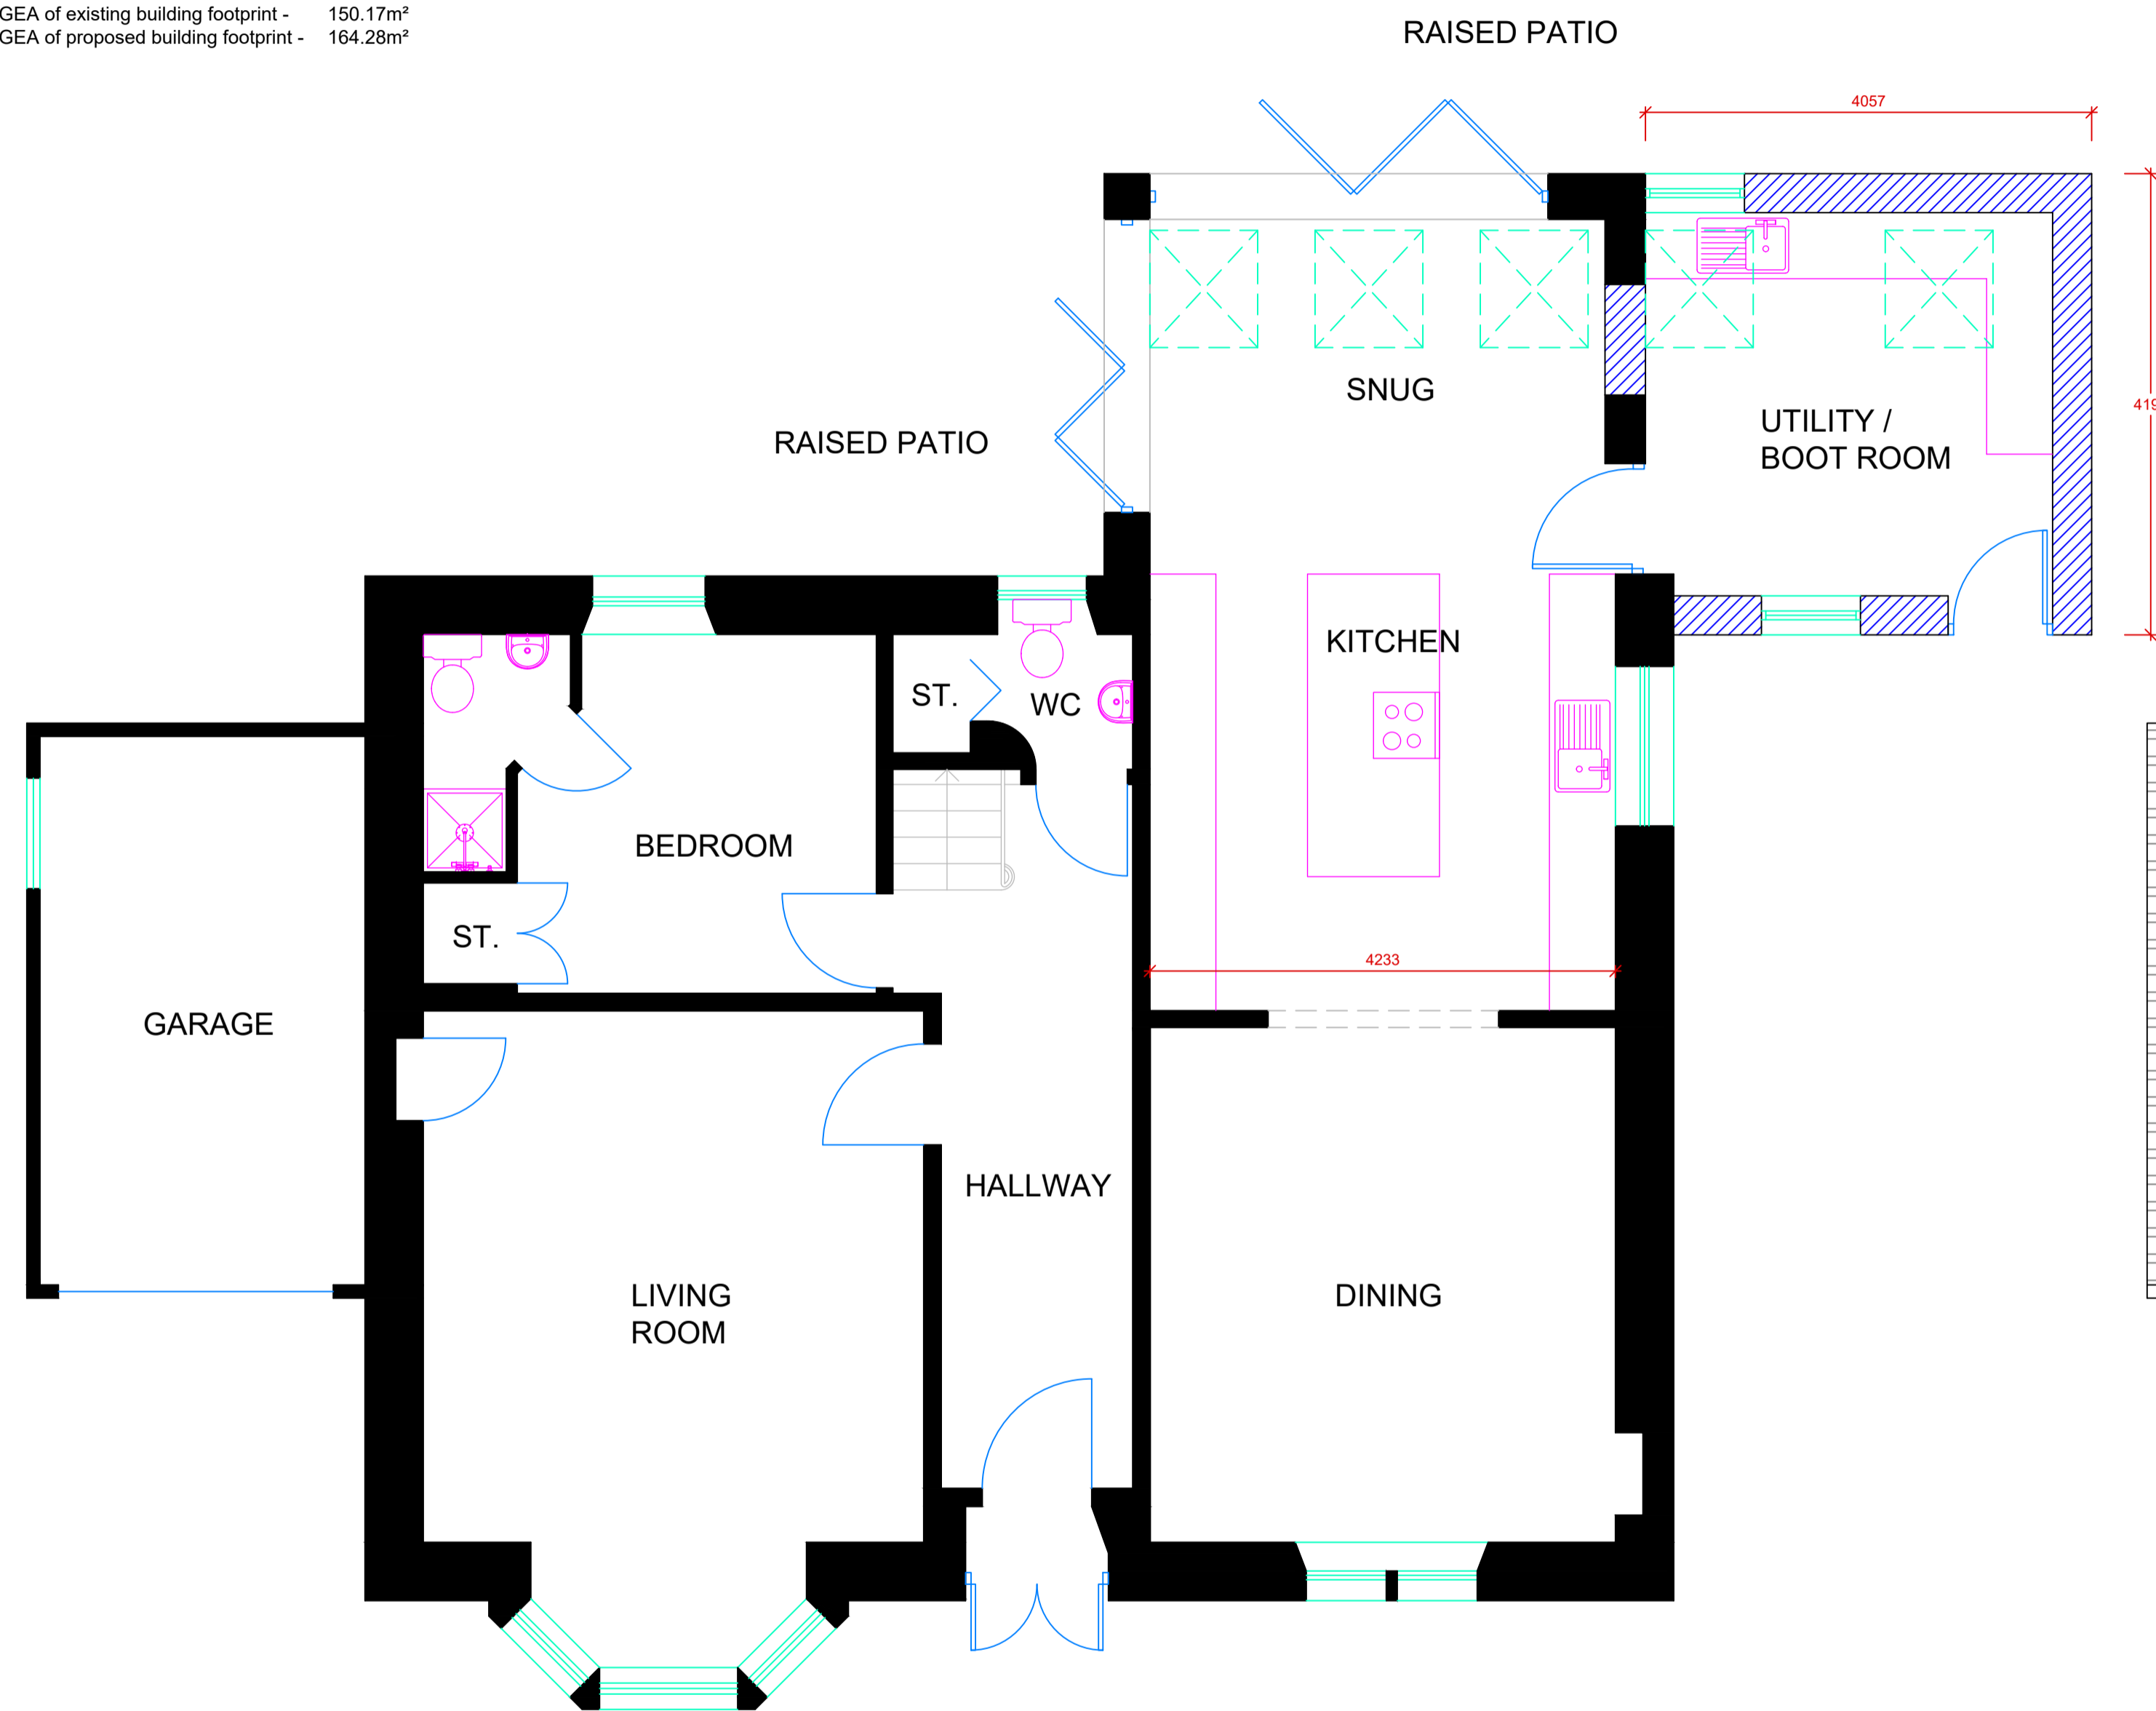 GEA of existing building footprint - 150.17m²
GEA of proposed building footprint - 164.28m²
RAISED PATIO
4057
SNUG
419
UTILITY /
BOOT ROOM
RAISED PATIO
KITCHEN
ST.
WC
BEDROOM
ST.
4233
GARAGE
HALLWAY
LIVING
ROOM
DINING